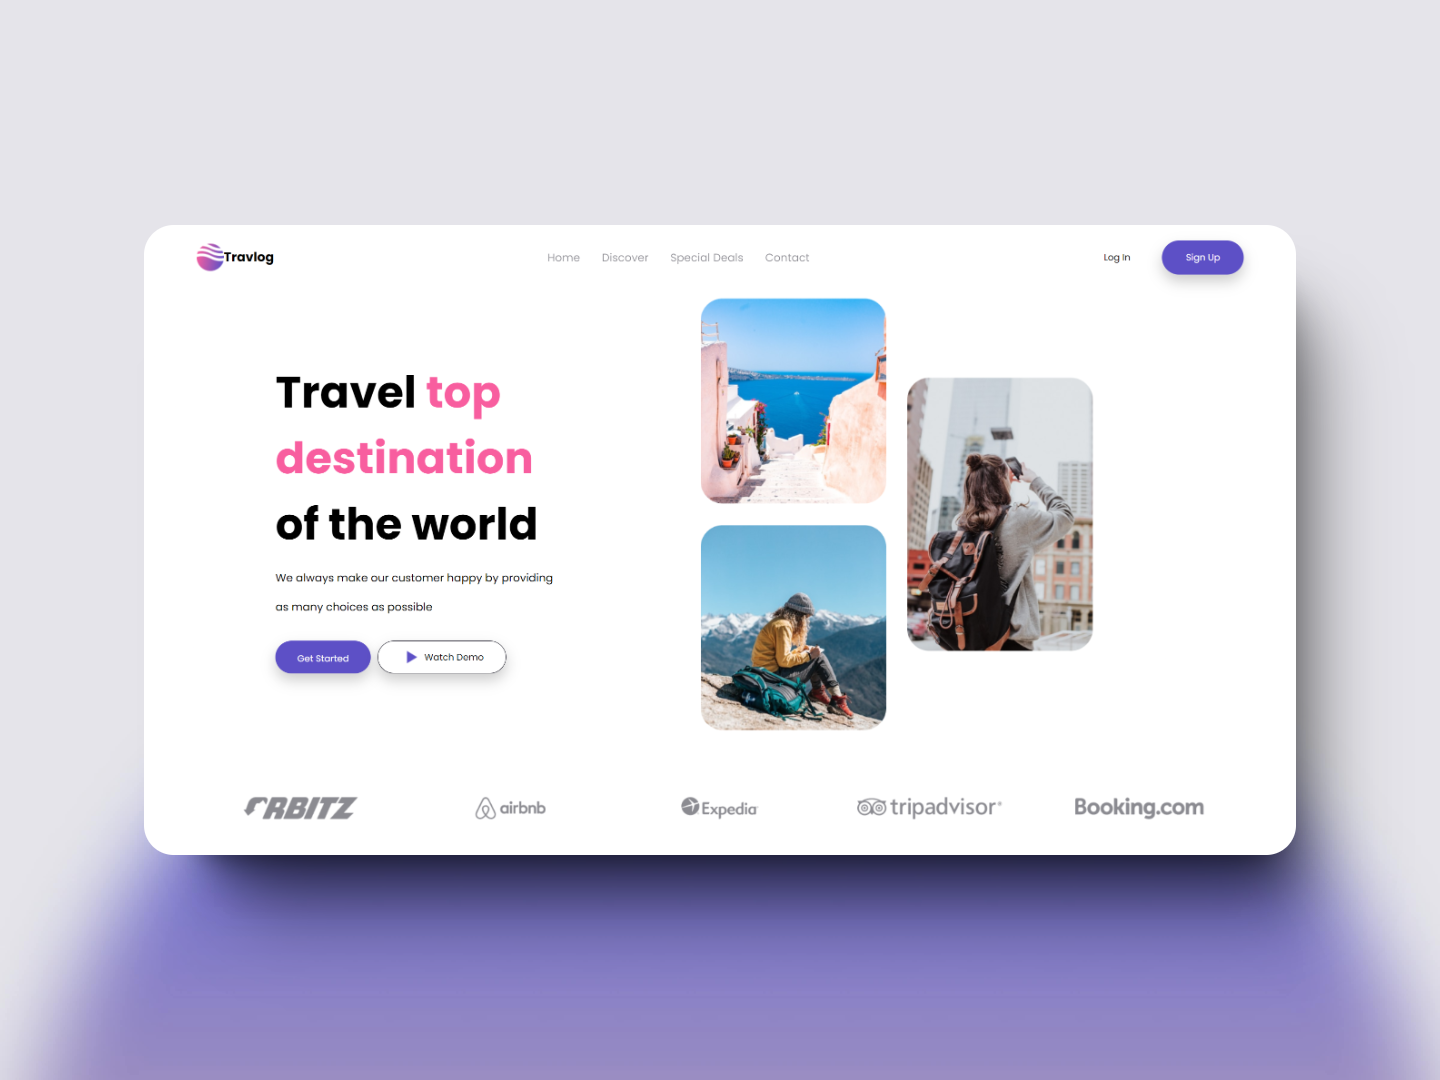 Travlog
Home Discover Special Deals Contact
Log In
Sign Up
Travel top
destination
of the world
We always make our customer happy by providing
as many choices as possible
Get Started
Watch Demo
ORBITZ
airbnb
Expedia
tripadvisor®
Booking.com